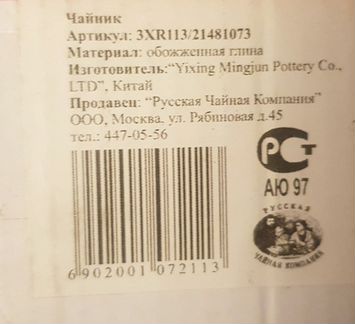 Чайник
Артикул: 3XR113/21481073
Материал: обожженная глина
Изготовитель:“Yixing Mingjun Pottery Co.,
LTD”, Китай
Продавец: “Русская Чайная Компания”
ООО, Москва, ул. Рябиновая д.45
тел.: 447-05-56
РСТ
АЮ 97
РУССКАЯ
ЧАЙНАЯ КОМПАНИЯ
6 902001 072113